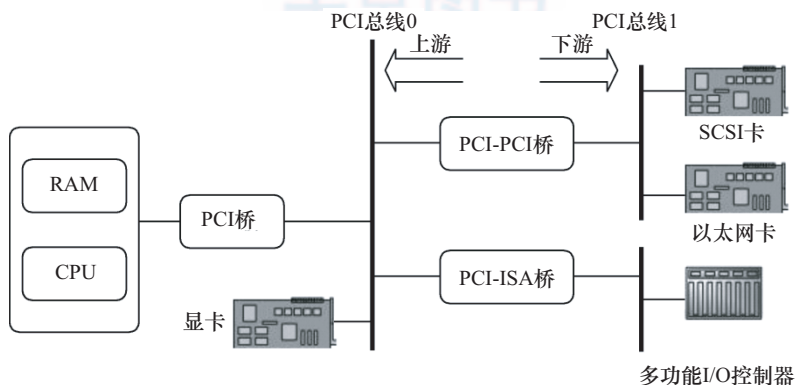 PCI总线0
PCI总线1
上游
下游
RAM
CPU
PCI桥
PCI-PCI桥
SCSI卡
以太网卡
PCI-ISA桥
显卡
多功能I/O控制器